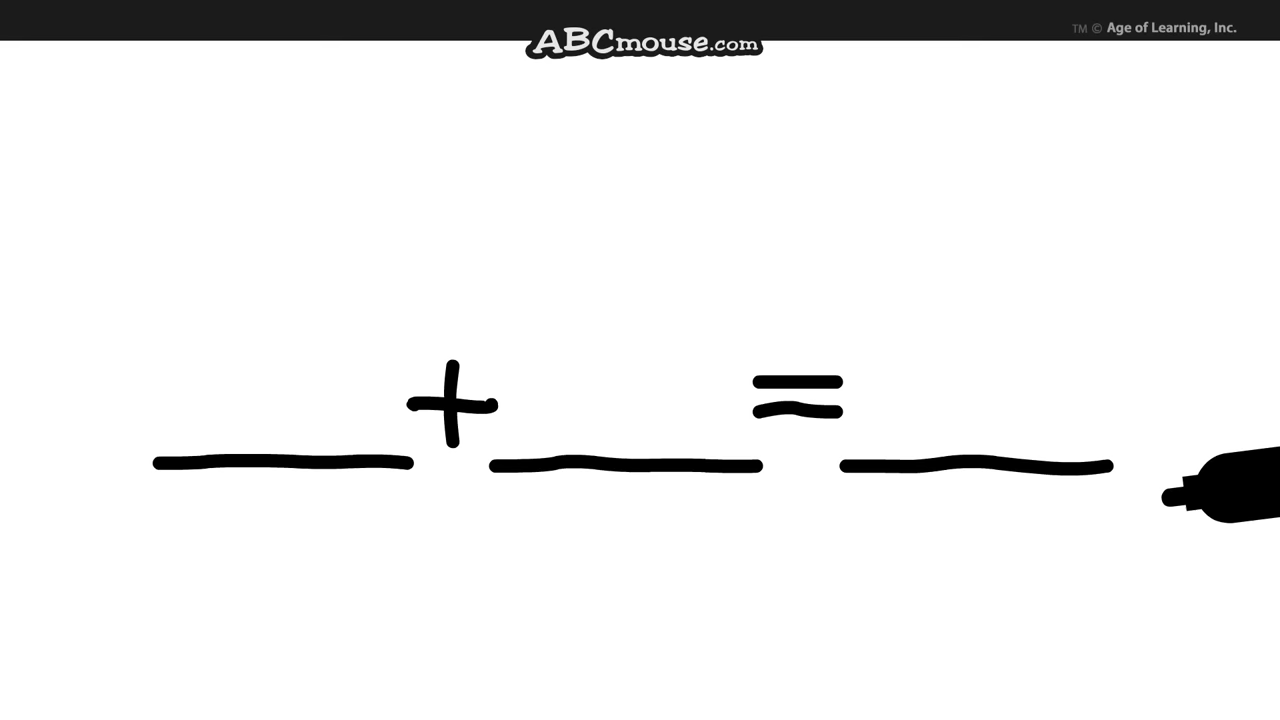 TM © Age of Learning, Inc.
ABCmouse.com
___ + ___ = ___